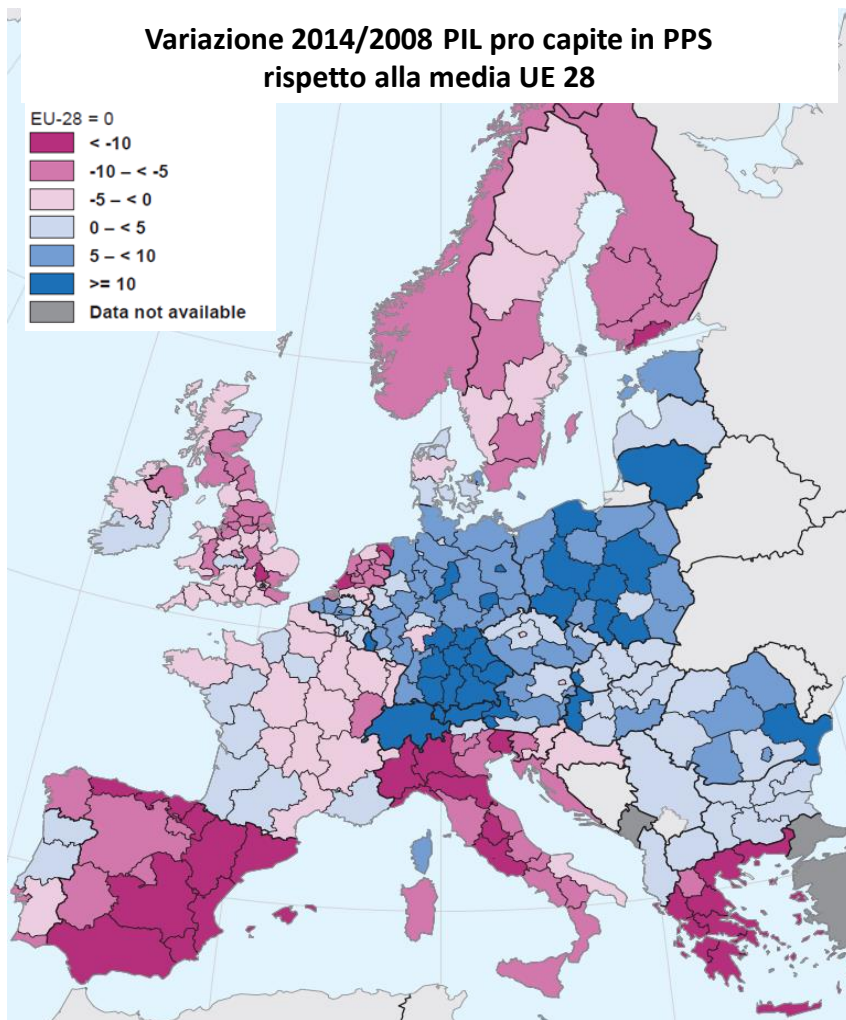 Variazione 2014/2008 PIL pro capite in PPS
rispetto alla media UE 28
EU-28 = 0
< -10
-10 – < -5
-5 – < 0
0 – < 5
5 – < 10
>= 10
Data not available